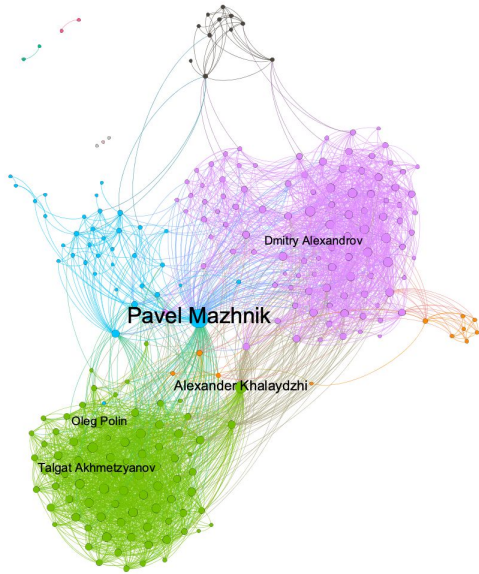 Dmitry Alexandrov
Pavel Mazhnik
Alexander Khalaydzhi
Oleg Polin
Talgat Akhmetzyanov